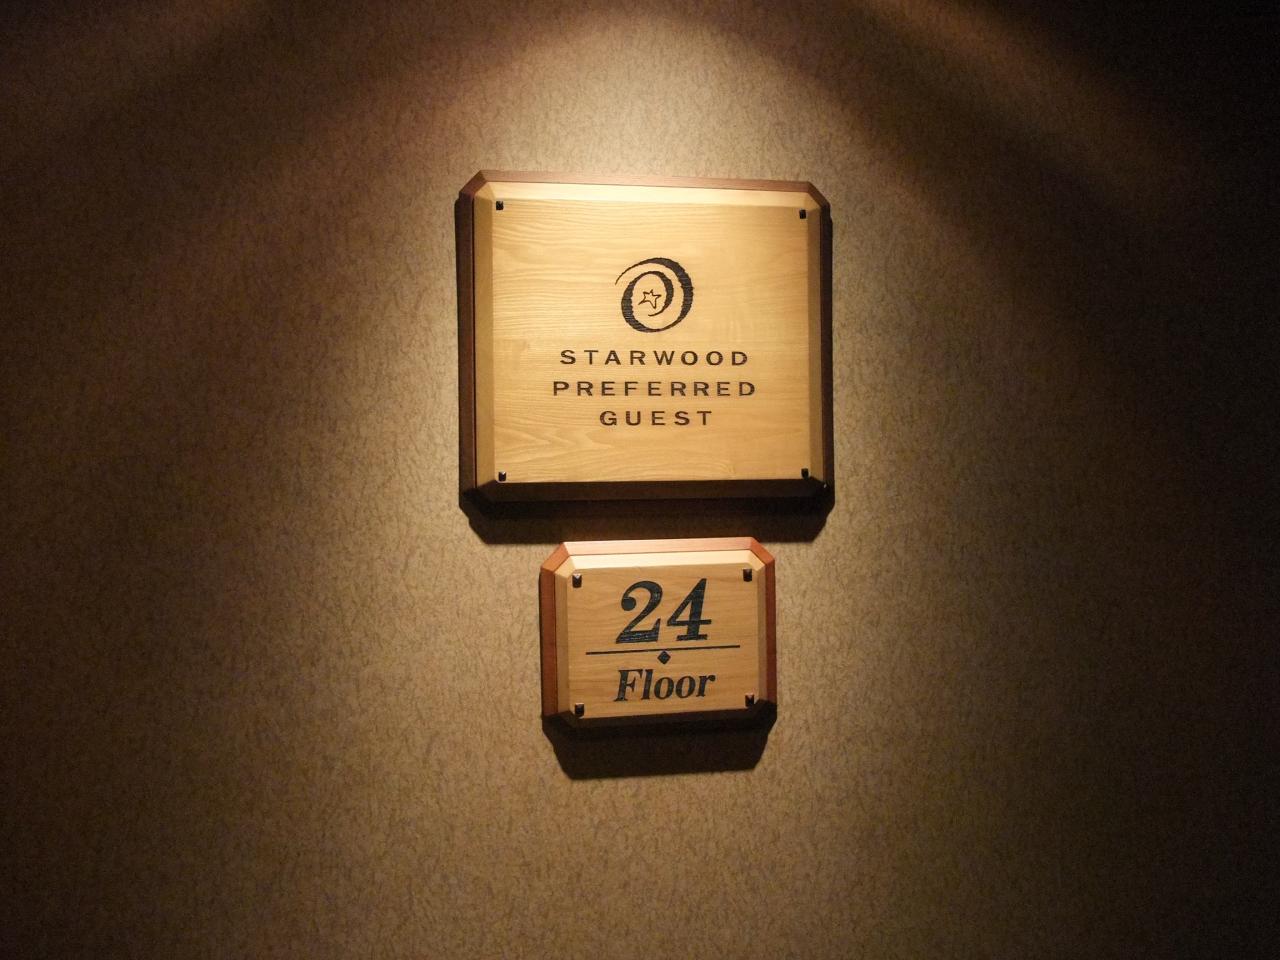 STARWOOD
PREFERRED
GUEST
24
Floor